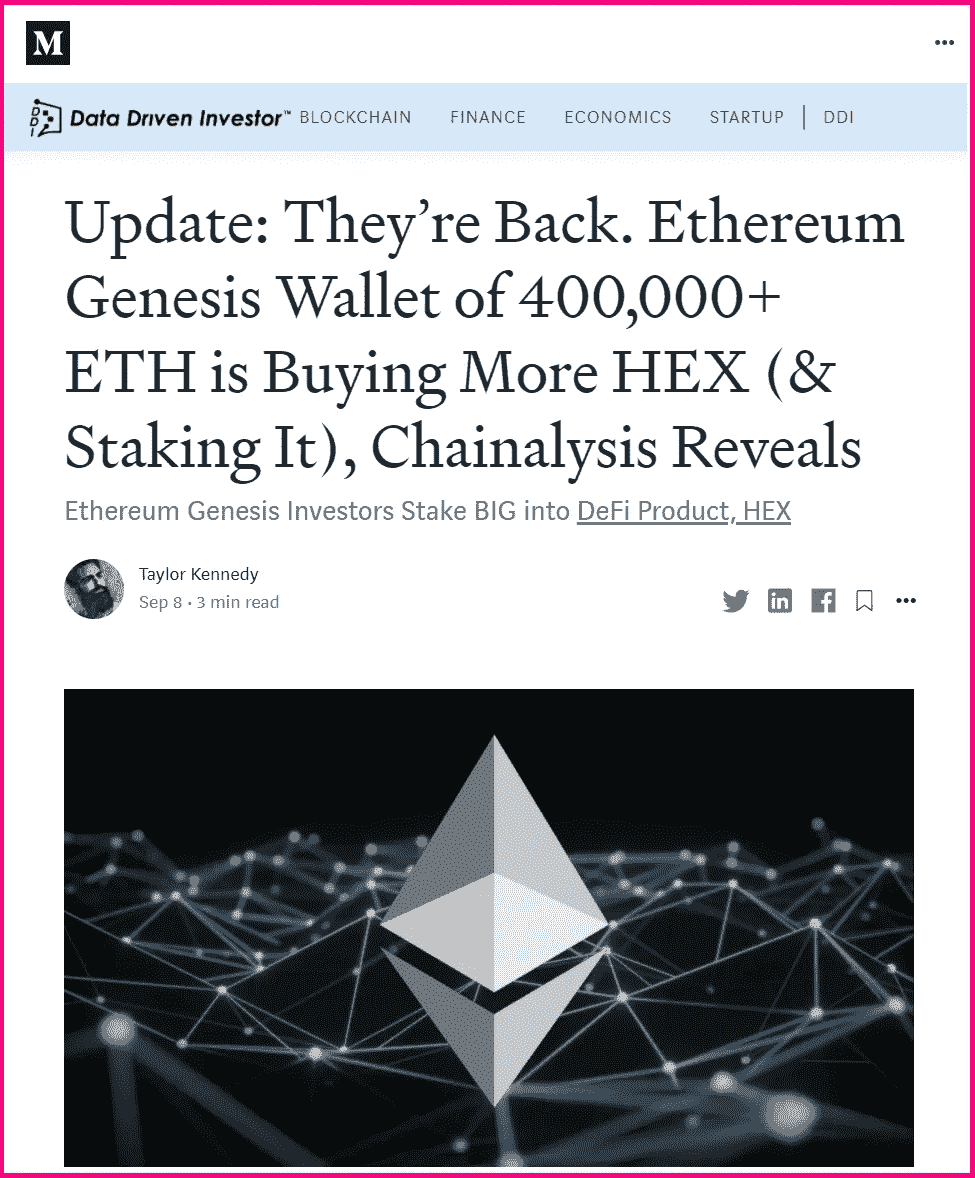 M
DDI Data Driven Investor™ BLOCKCHAIN FINANCE ECONOMICS STARTUP | DDI
Update: They’re Back. Ethereum
Genesis Wallet of 400,000+
ETH is Buying More HEX (&
Staking It), Chainalysis Reveals
Ethereum Genesis Investors Stake BIG into DeFi Product, HEX
Taylor Kennedy
Sep 8 · 3 min read